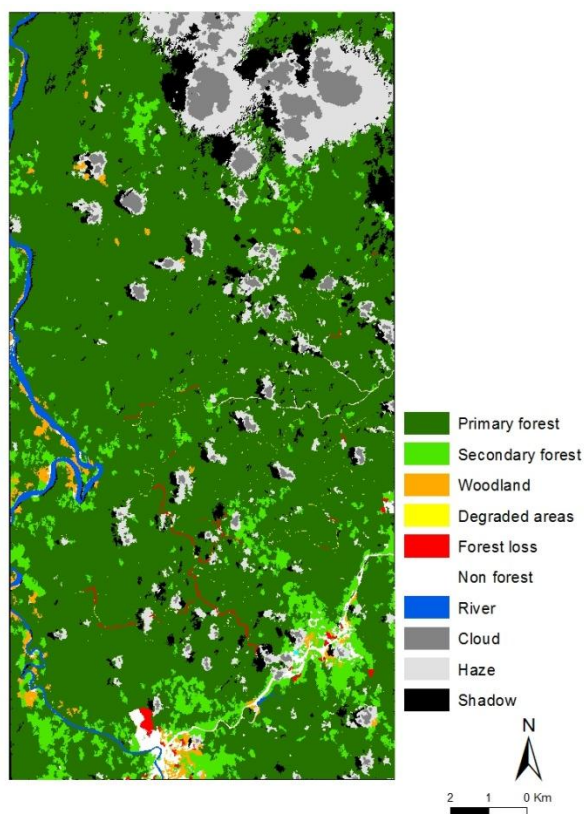 Primary forest
Secondary forest
Woodland
Degraded areas
Forest loss
Non forest
River
Cloud
Haze
Shadow
N
2 1 0 Km